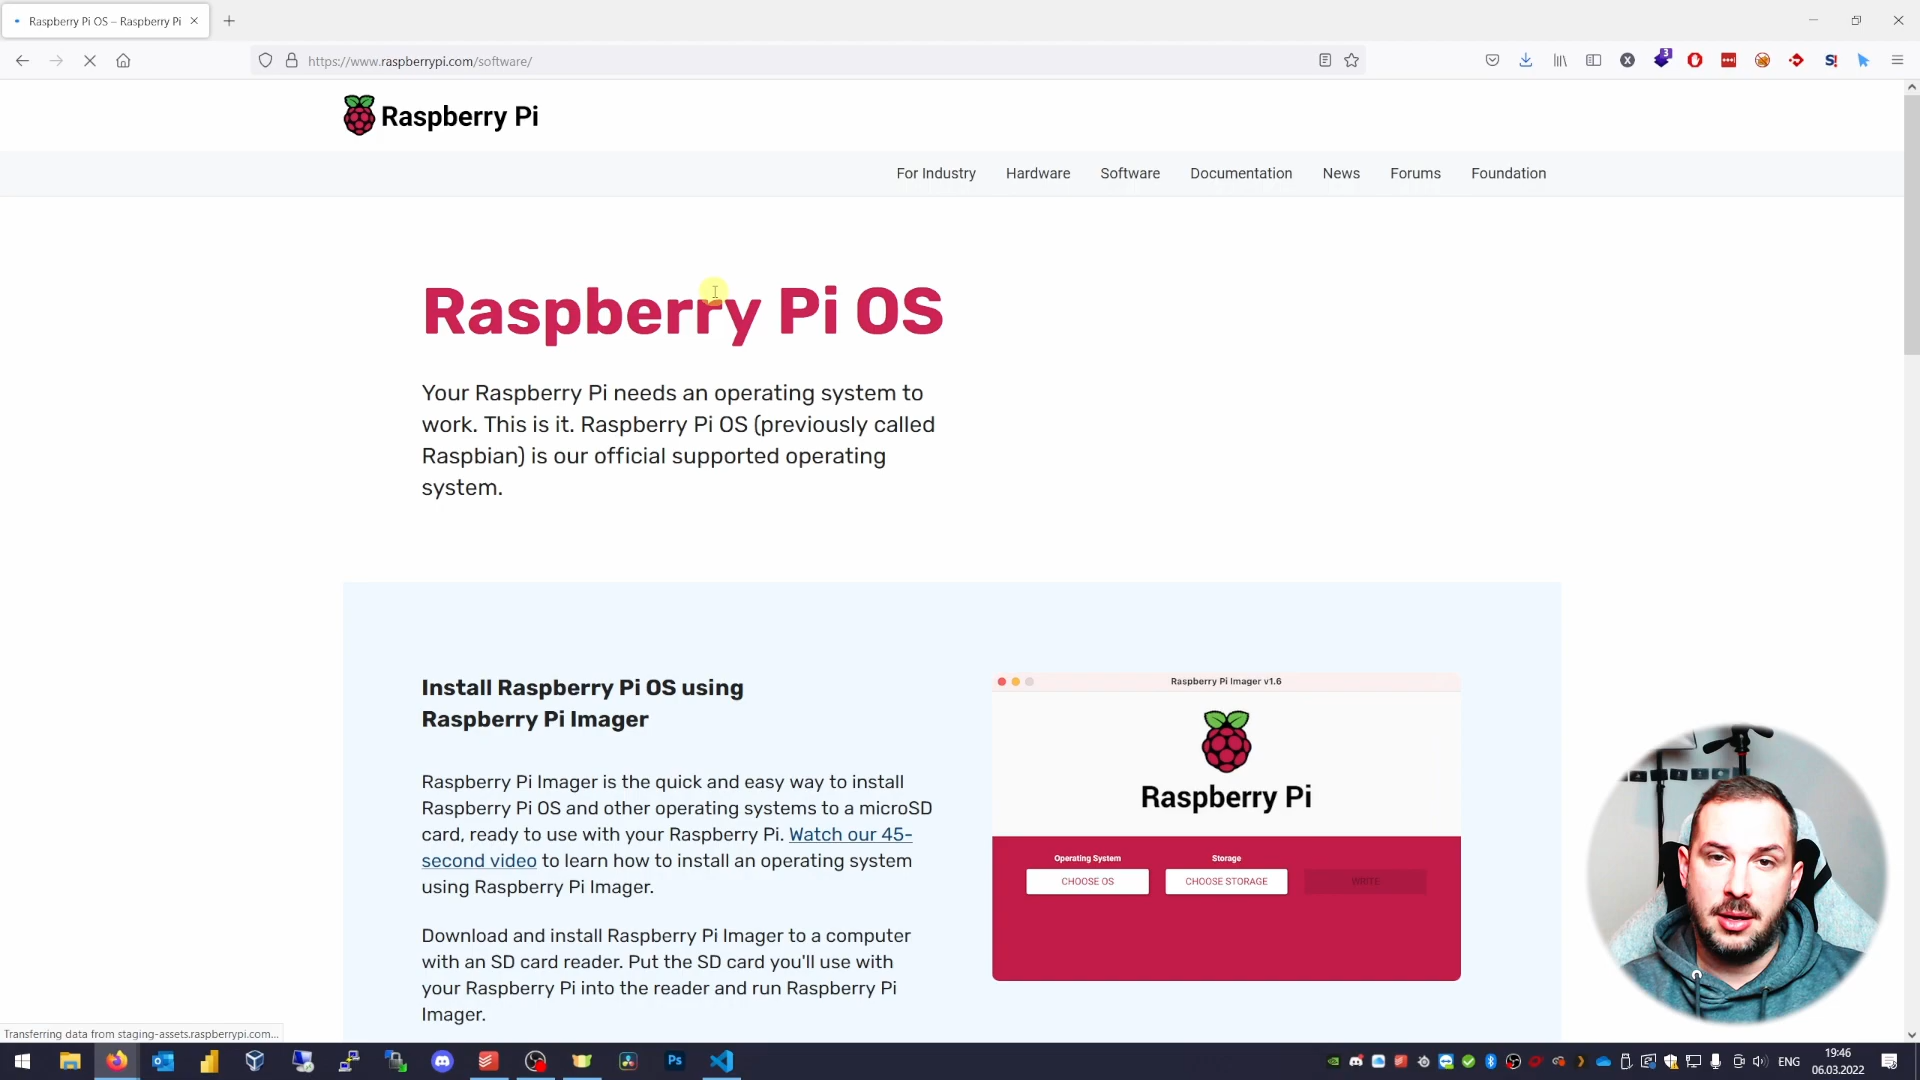 Raspberry Pi OS – Raspberry Pi
https://www.raspberrypi.com/software/
3
S!
Raspberry Pi
For Industry Hardware Software Documentation News Forums Foundation
Raspberry Pi OS
Your Raspberry Pi needs an operating system to
work. This is it. Raspberry Pi OS (previously called
Raspbian) is our official supported operating
system.
Install Raspberry Pi OS using
Raspberry Pi Imager
Raspberry Pi Imager is the quick and easy way to install
Raspberry Pi OS and other operating systems to a microSD
card, ready to use with your Raspberry Pi. Watch our 45-
second video to learn how to install an operating system
using Raspberry Pi Imager.
Download and install Raspberry Pi Imager to a computer
with an SD card reader. Put the SD card you'll use with
your Raspberry Pi into the reader and run Raspberry Pi
Imager.
Raspberry Pi Imager v1.6
Raspberry Pi
Operating System Storage
CHOOSE OS CHOOSE STORAGE WRITE
Transferring data from staging-assets.raspberrypi.com...
Ps
ENG
19:46
06.03.2022